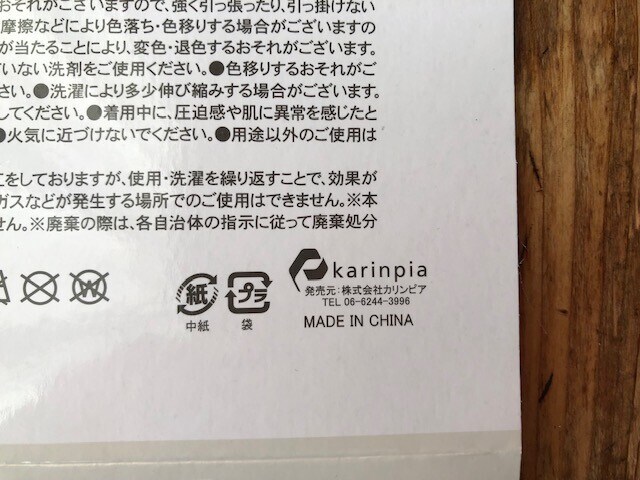 おそれがございますので、強く引っ張ったり、引っ掛けない
摩擦などにより色落ち・色移りする場合がございますの
が当たることにより、変色・退色するおそれがございます。
ていない洗剤をご使用ください。●色移りするおそれがご
さい。●洗濯により多少伸び縮みする場合がございます。
してください。●着用中に、圧迫感や肌に異常を感じたと
●火気に近づけないでください。●用途以外のご使用は
をしておりますが、使用・洗濯を繰り返すことで、効果が
ガスなどが発生する場所でのご使用はできません。※本
せん。※廃棄の際は、各自治体の指示に従って廃棄処分
W
紙
中紙
プラ
袋
karinpia
発売元:株式会社カリンピア
TEL 06-6244-3996
MADE IN CHINA